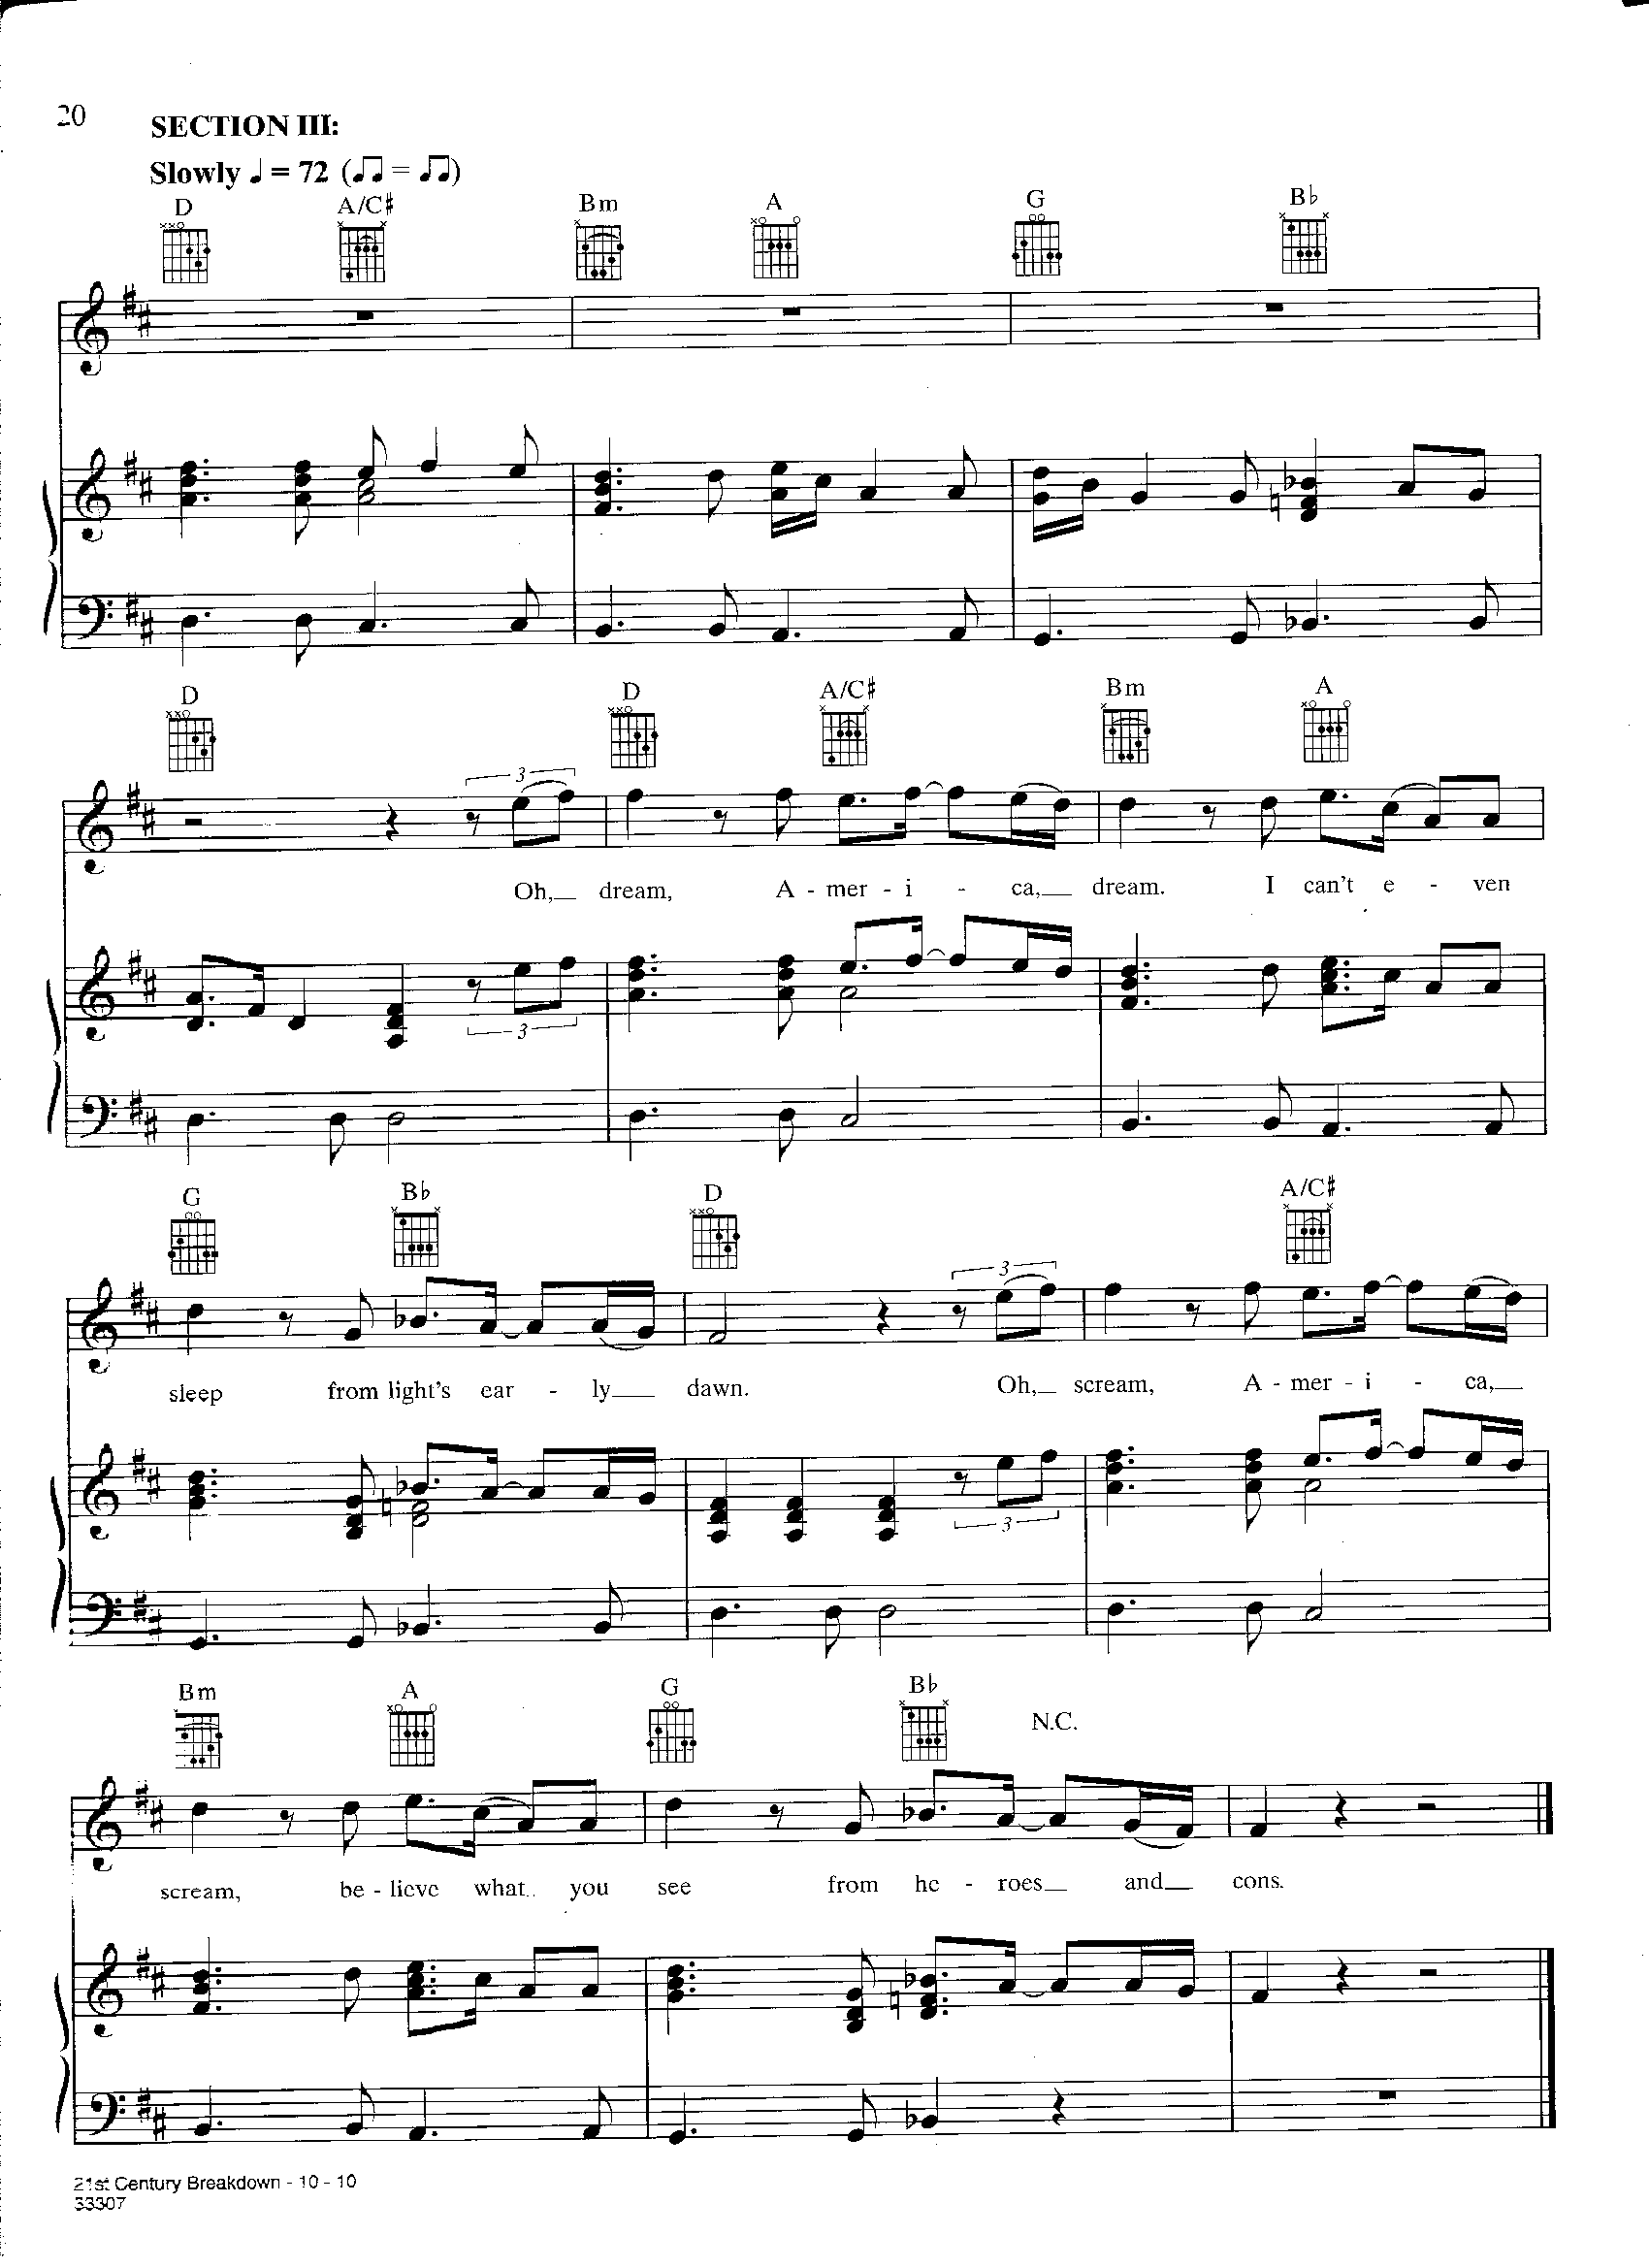 20
SECTION III:
Slowly ♩ = 72 (♫ = ♫)
D A/C♯ Bm A G B♭
D D A/C♯ Bm A
3
Oh, dream, A - mer - i - ca, dream. I can't e - ven
3
G B♭ D A/C♯
3
sleep from light's ear - ly dawn. Oh, scream, A - mer - i - ca,
3
Bm A G B♭ N.C.
scream, be - lieve what you see from he - roes and cons.
21st Century Breakdown - 10 - 10
33307